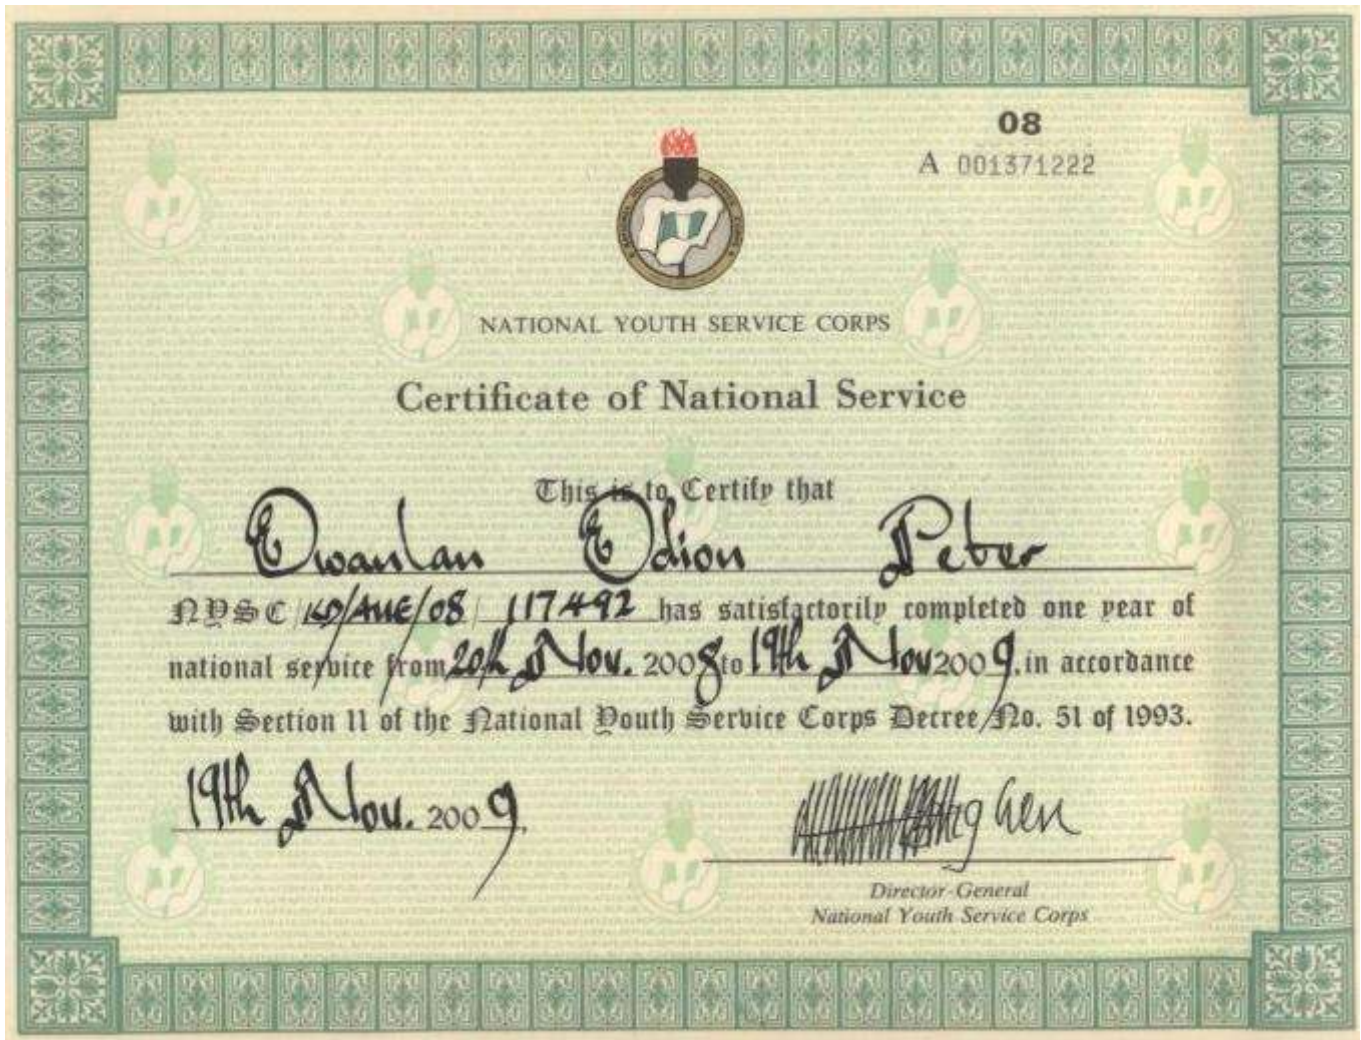 08
A 001371222
NATIONAL YOUTH SERVICE CORPS
Certificate of National Service
This is to Certify that
Ewanlan Edion Peter
NYSC/KD/AUE/08/117492 has satisfactorily completed one year of
national service from 20th Nov. 2008 to 19th Nov 2009. in accordance
with Section 11 of the National Youth Service Corps Decree No. 51 of 1993.
19th Nov. 2009.
Director-General
National Youth Service Corps